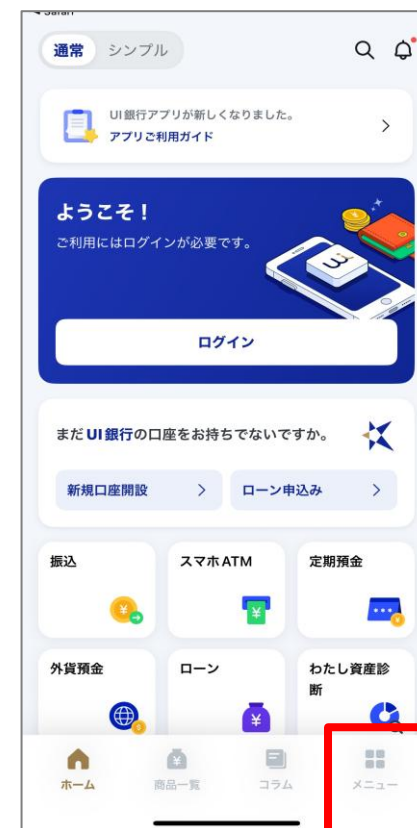 Safari
通常 シンプル
UI銀行アプリが新しくなりました。
アプリご利用ガイド
ようこそ！
ご利用にはログインが必要です。
ログイン
まだUI銀行の口座をお持ちでないですか。
新規口座開設 ローン申込み
振込 スマホATM 定期預金
外貨預金 ローン わたし資産診
断
ホーム 商品一覧 コラム メニュー